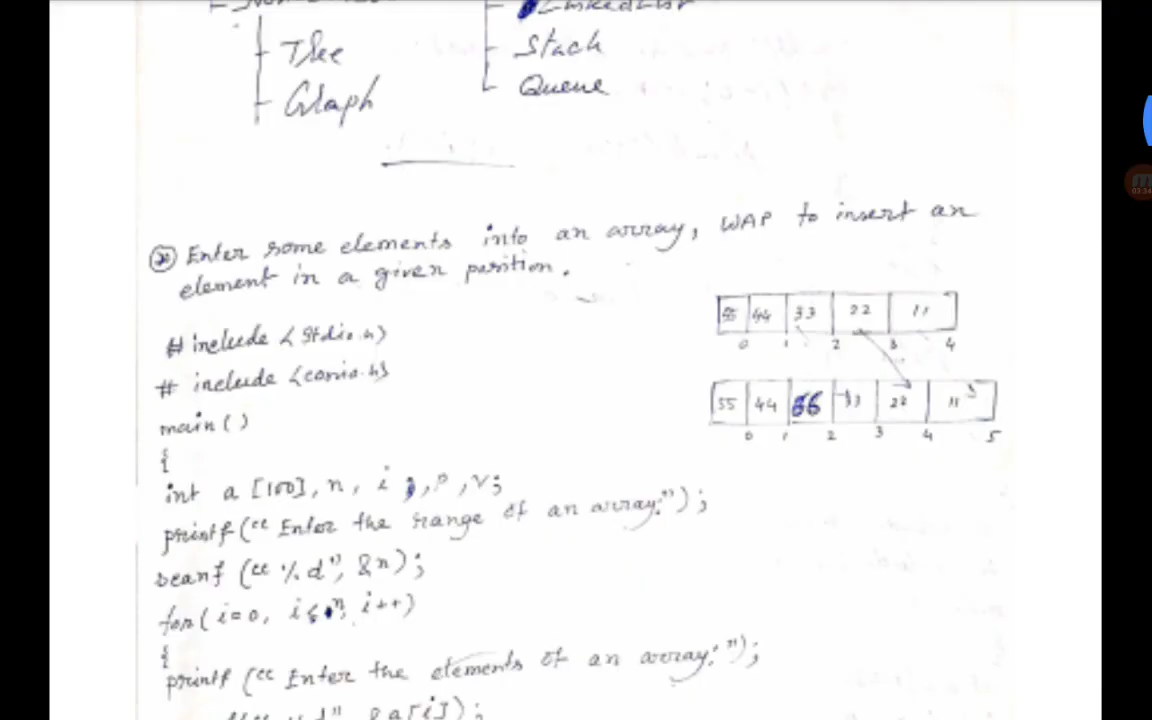 LinkedList
Tree
Stack
Graph
Queue
Enter some elements into an array, WAP to insert an
element in a given position.
55 44 33 22 11
0 1 2 3 4
# include <stdio.h>
# include <conio.h>
55 44 66 33 22 11
0 1 2 3 4 5
main()
{
int a [100], n, i, p, v;
printf (" Enter the range of an array:");
scanf (" %d", &n);
for( i=0, i<n, i++)
{
printf (" Enter the elements of an array:");
%d" &a[i]);